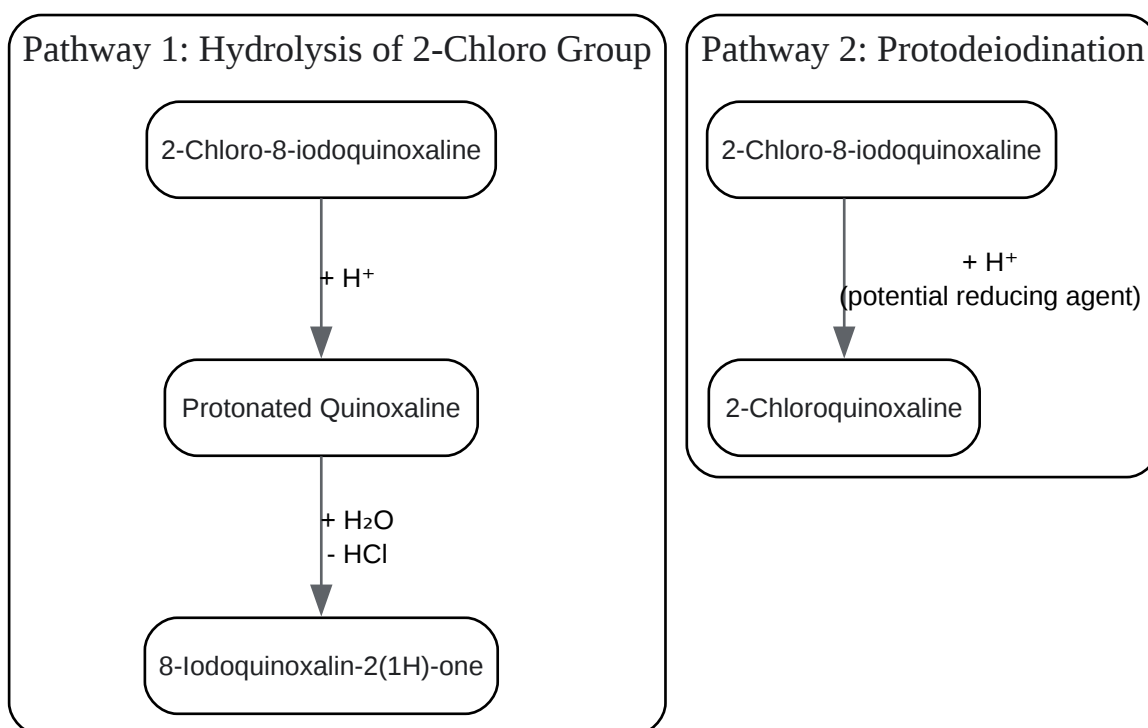 Pathway 1: Hydrolysis of 2-Chloro Group
2-Chloro-8-iodoquinoxaline
+ H⁺
Protonated Quinoxaline
+ H₂O
- HCl
8-Iodoquinoxalin-2(1H)-one
Pathway 2: Protodeiodination
2-Chloro-8-iodoquinoxaline
+ H⁺
(potential reducing agent)
2-Chloroquinoxaline